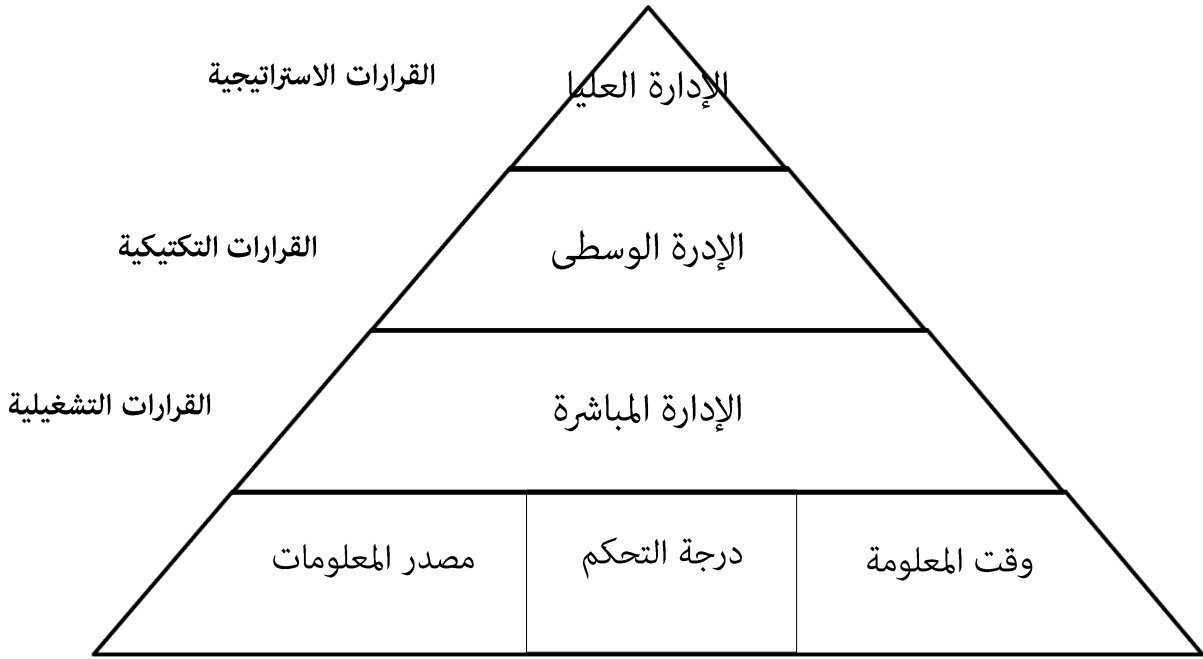 القرارات الاستراتيجية
الإدارة العليا
القرارات التكتيكية
الإدرة الوسطى
القرارات التشغيلية
الإدارة المباشرة
وقت المعلومة
درجة التحكم
مصدر المعلومات